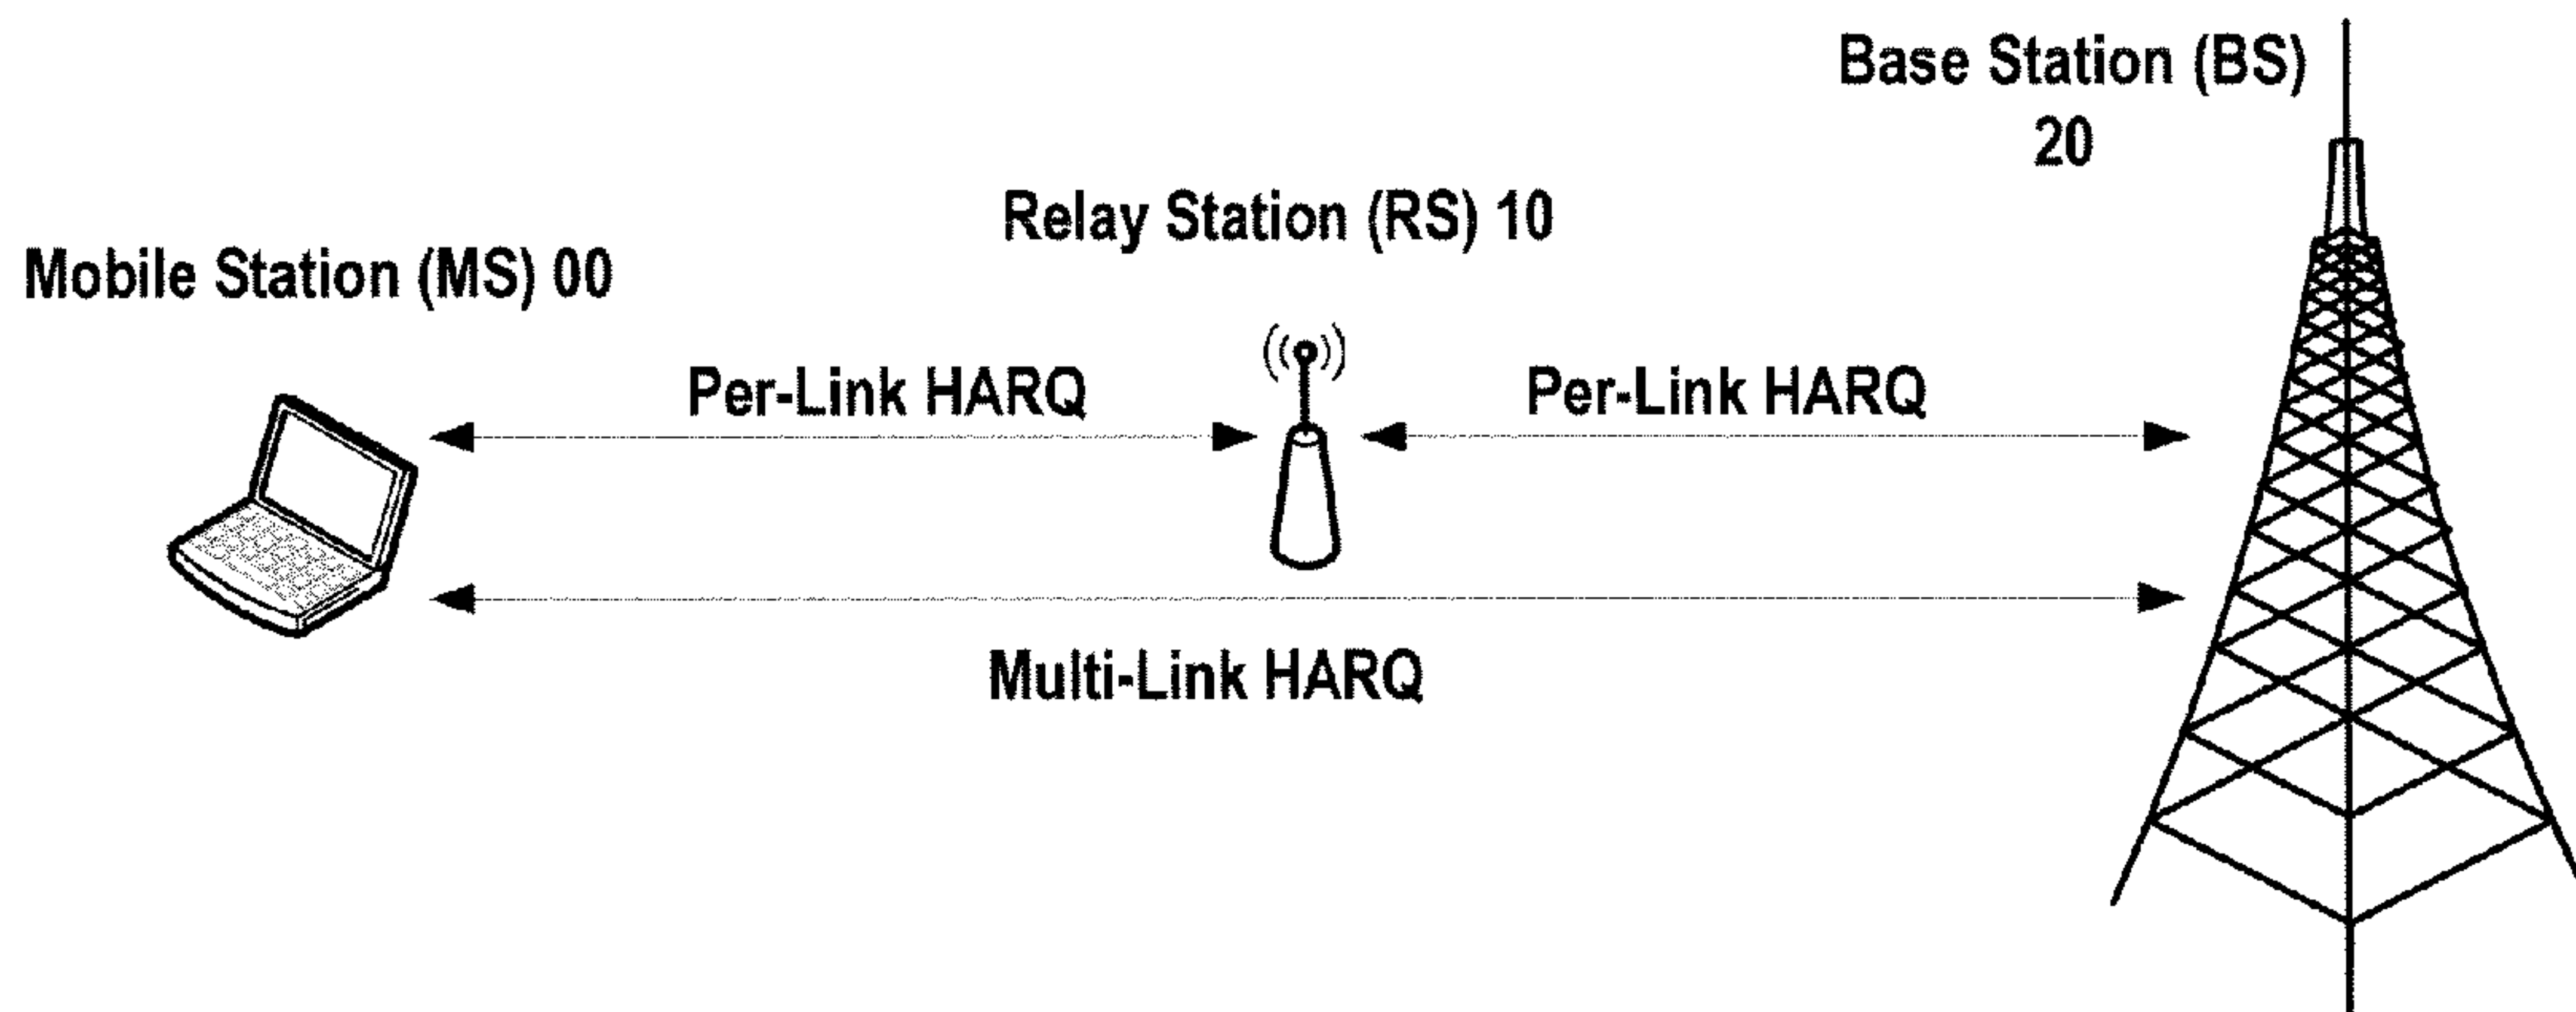 Base Station (BS)
20
Relay Station (RS) 10
Mobile Station (MS) 00
Per-Link HARQ
Per-Link HARQ
Multi-Link HARQ